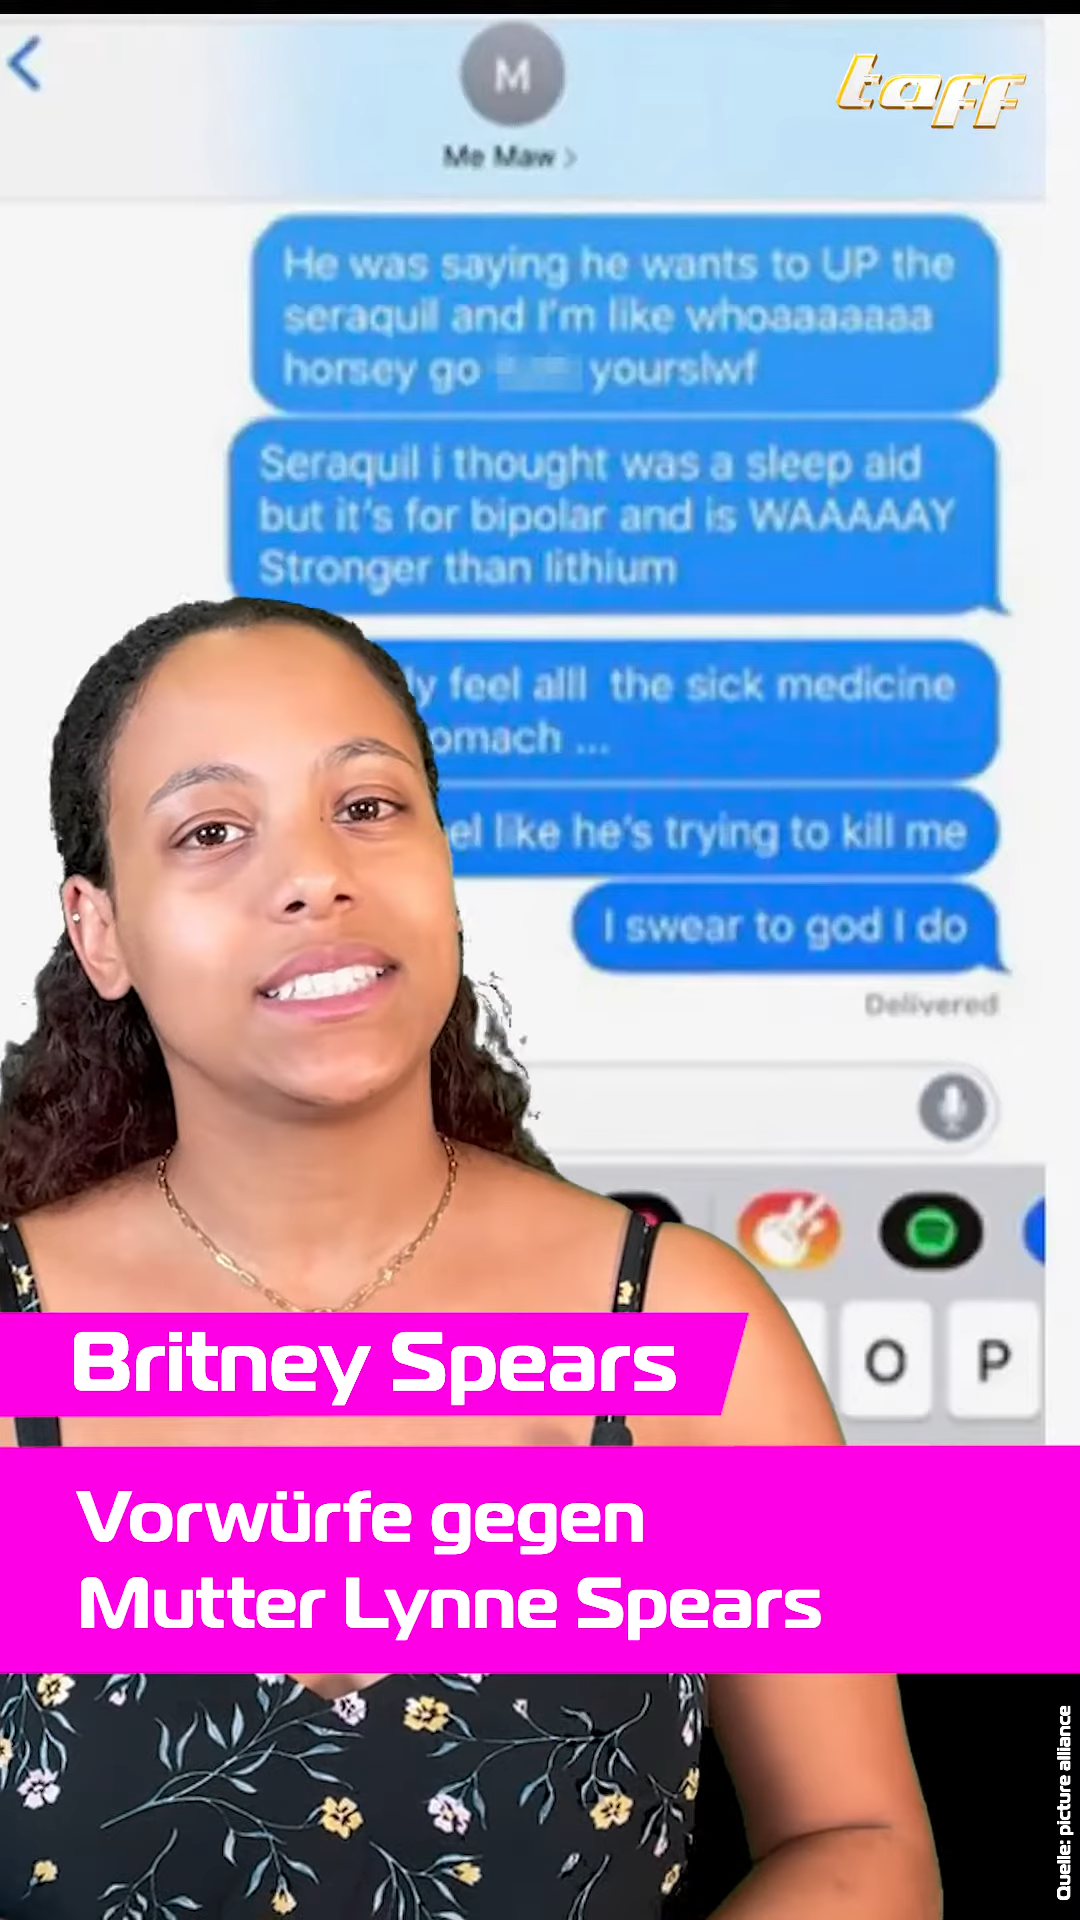 M
taff
Me Maw >
He was saying he wants to UP the
seraquil and I'm like whoaaaaaaa
horsey go yourslwf
Seraquil i thought was a sleep aid
but it's for bipolar and is WAAAAAY
Stronger than lithium
y feel alll the sick medicine
omach ...
el like he's trying to kill me
I swear to god I do
Delivered
O P
Britney Spears
Vorwürfe gegen
Mutter Lynne Spears
Quelle: picture alliance